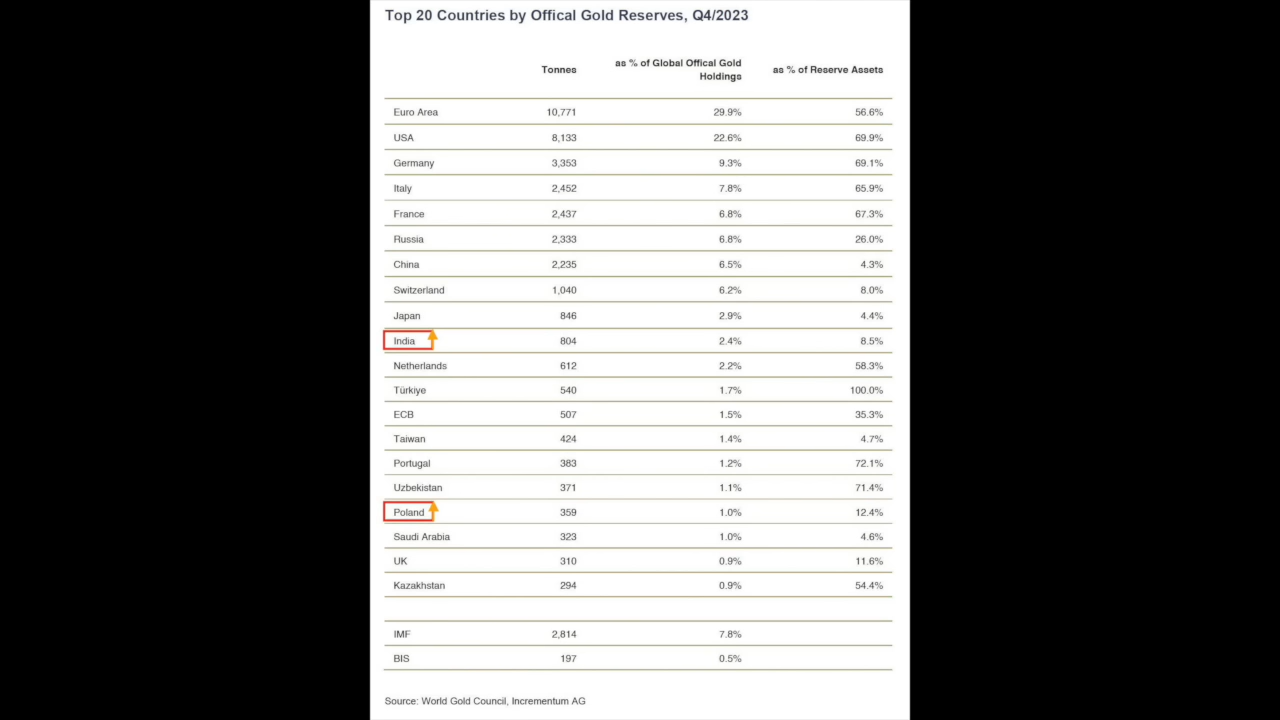 Top 20 Countries by Offical Gold Reserves, Q4/2023
Tonnes as % of Global Offical Gold Holdings as % of Reserve Assets
Euro Area 10,771 29.9% 56.6%
USA 8,133 22.6% 69.9%
Germany 3,353 9.3% 69.1%
Italy 2,452 7.8% 65.9%
France 2,437 6.8% 67.3%
Russia 2,333 6.8% 26.0%
China 2,235 6.5% 4.3%
Switzerland 1,040 6.2% 8.0%
Japan 846 2.9% 4.4%
India 804 2.4% 8.5%
Netherlands 612 2.2% 58.3%
Türkiye 540 1.7% 100.0%
ECB 507 1.5% 35.3%
Taiwan 424 1.4% 4.7%
Portugal 383 1.2% 72.1%
Uzbekistan 371 1.1% 71.4%
Poland 359 1.0% 12.4%
Saudi Arabia 323 1.0% 4.6%
UK 310 0.9% 11.6%
Kazakhstan 294 0.9% 54.4%
IMF 2,814 7.8%
BIS 197 0.5%
Source: World Gold Council, Incrementum AG